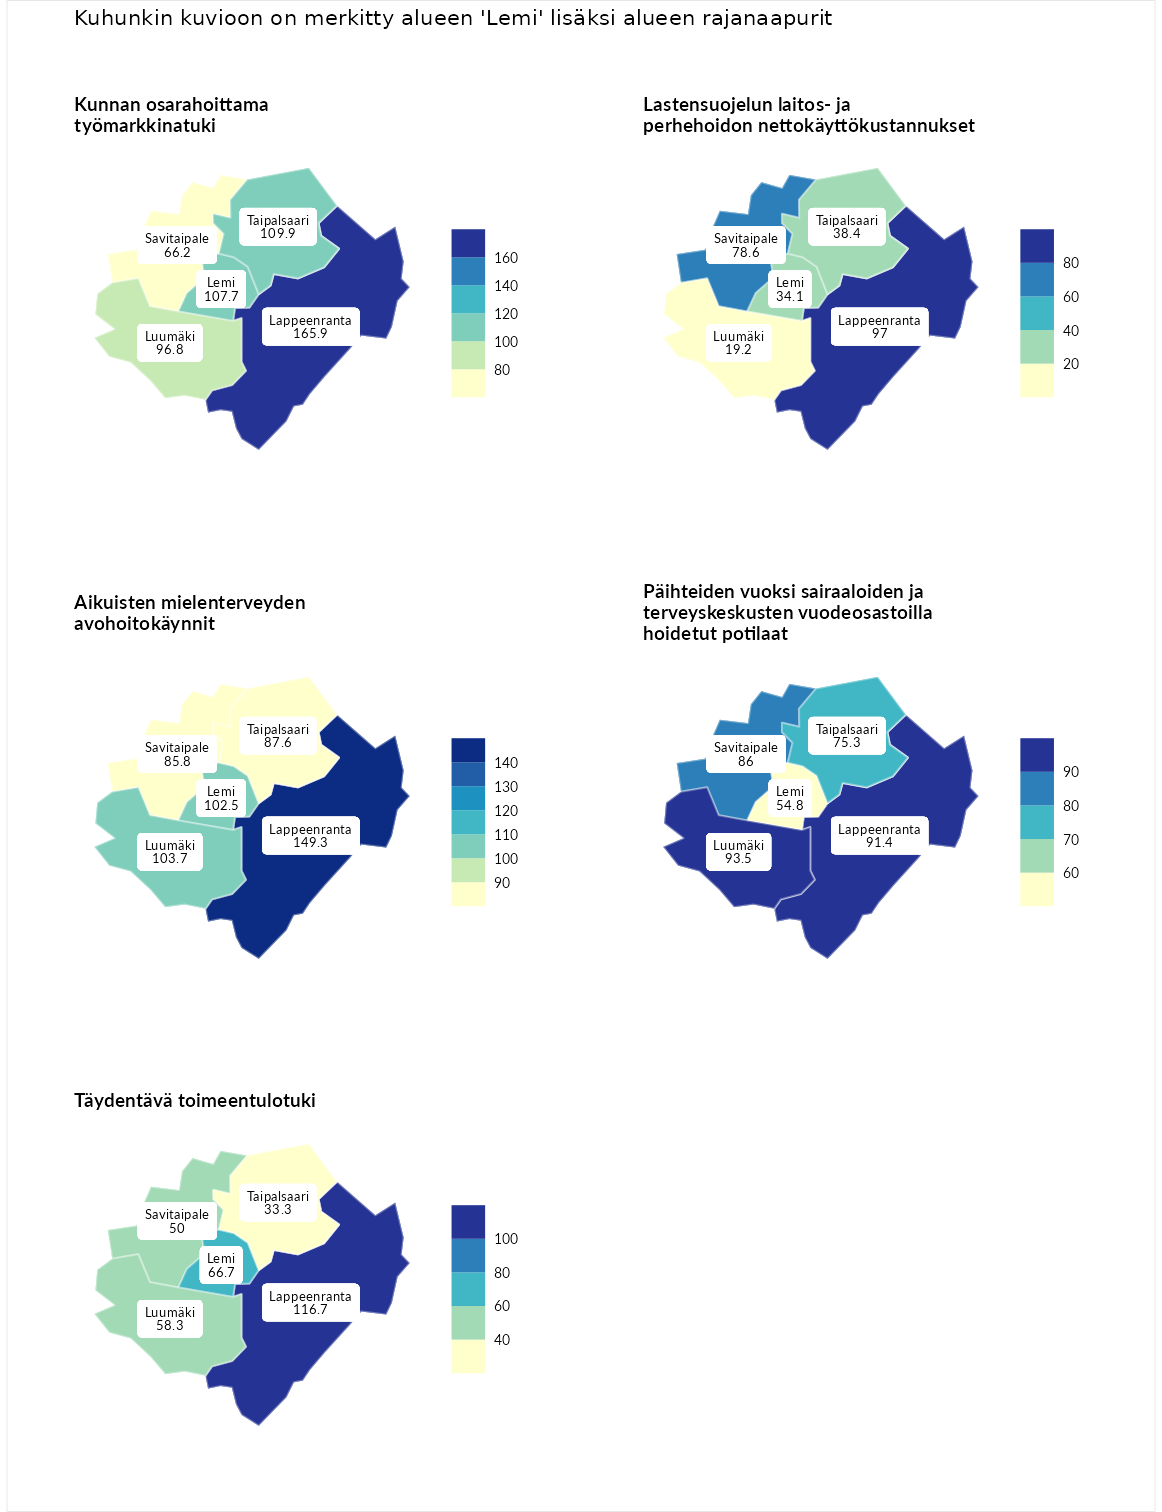 Kuhunkin kuvioon on merkitty alueen 'Lemi' lisäksi alueen rajanaapurit
Kunnan osarahoittama
työmarkkinatuki
Taipalsaari
109.9
Savitaipale
66.2
Lemi
107.7
Lappeenranta
165.9
Luumäki
96.8
160
140
120
100
80
Lastensuojelun laitos- ja
perhehoidon nettokäyttökustannukset
Taipalsaari
38.4
Savitaipale
78.6
Lemi
34.1
Lappeenranta
97
Luumäki
19.2
80
60
40
20
Aikuisten mielenterveyden
avohoitokäynnit
Taipalsaari
87.6
Savitaipale
85.8
Lemi
102.5
Lappeenranta
149.3
Luumäki
103.7
140
130
120
110
100
90
Päihteiden vuoksi sairaaloiden ja
terveyskeskusten vuodeosastoilla
hoidetut potilaat
Taipalsaari
75.3
Savitaipale
86
Lemi
54.8
Lappeenranta
91.4
Luumäki
93.5
90
80
70
60
Täydentävä toimeentulotuki
Taipalsaari
33.3
Savitaipale
50
Lemi
66.7
Lappeenranta
116.7
Luumäki
58.3
100
80
60
40